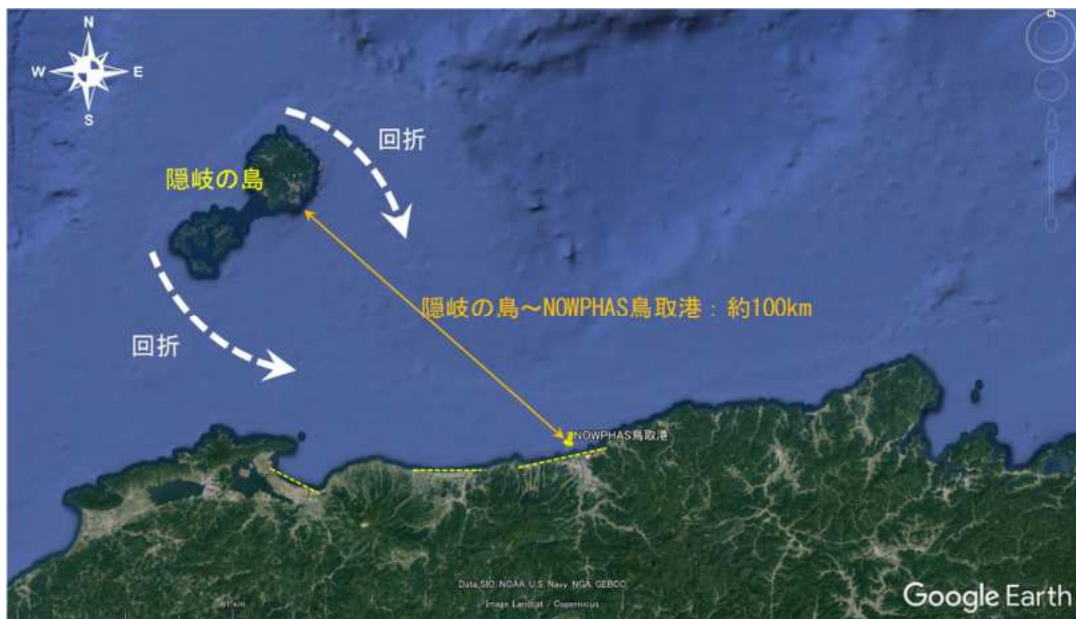 N
W
E
S
回折
隠岐の島
隠岐の島～NOWPHAS鳥取港：約100km
回折
NOWPHAS鳥取港
Data SIO, NOAA, U.S. Navy, NGA, GEBCO
Image Landsat / Copernicus
Google Earth